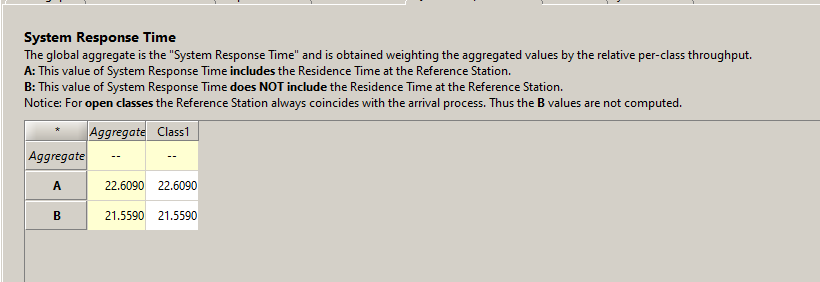 System Response Time
The global aggregate is the "System Response Time" and is obtained weighting the aggregated values by the relative per-class throughput.
A: This value of System Response Time includes the Residence Time at the Reference Station.
B: This value of System Response Time does NOT include the Residence Time at the Reference Station.
Notice: For open classes the Reference Station always coincides with the arrival process. Thus the B values are not computed.
* Aggregate Class1
Aggregate -- --
A 22.6090 22.6090
B 21.5590 21.5590